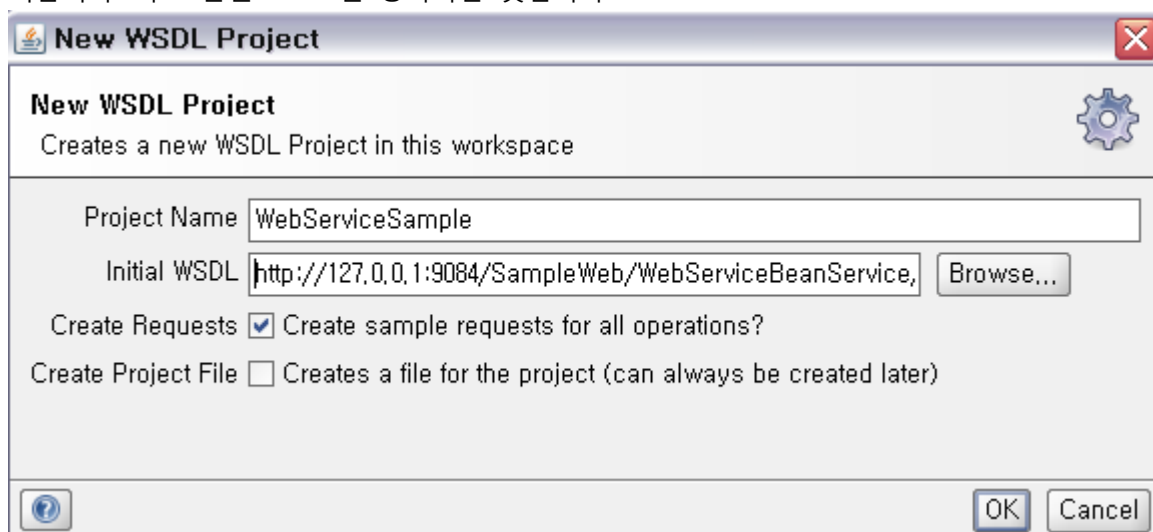 New WSDL Project
New WSDL Project
Creates a new WSDL Project in this workspace
Project Name WebServiceSample
Initial WSDL http://127.0.0.1:9084/SampleWeb/WebServiceBeanService, Browse...
Create Requests Create sample requests for all operations?
Create Project File Creates a file for the project (can always be created later)
OK Cancel